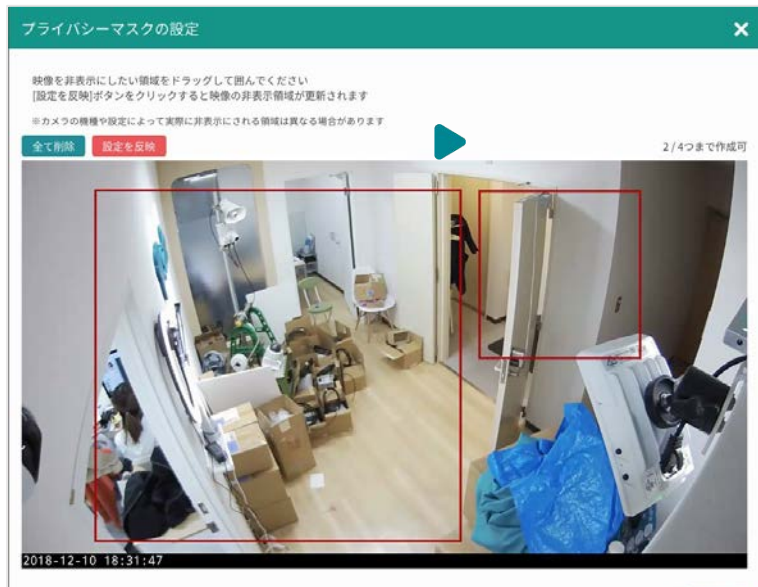 プライバシーマスクの設定
映像を非表示にしたい領域をドラッグして囲んでください
[設定を反映]ボタンをクリックすると映像の非表示領域が更新されます
※カメラの機種や設定によって実際に非表示にされる領域は異なる場合があります
全て削除 設定を反映 2 / 4つまで作成可
2018-12-10 18:31:47